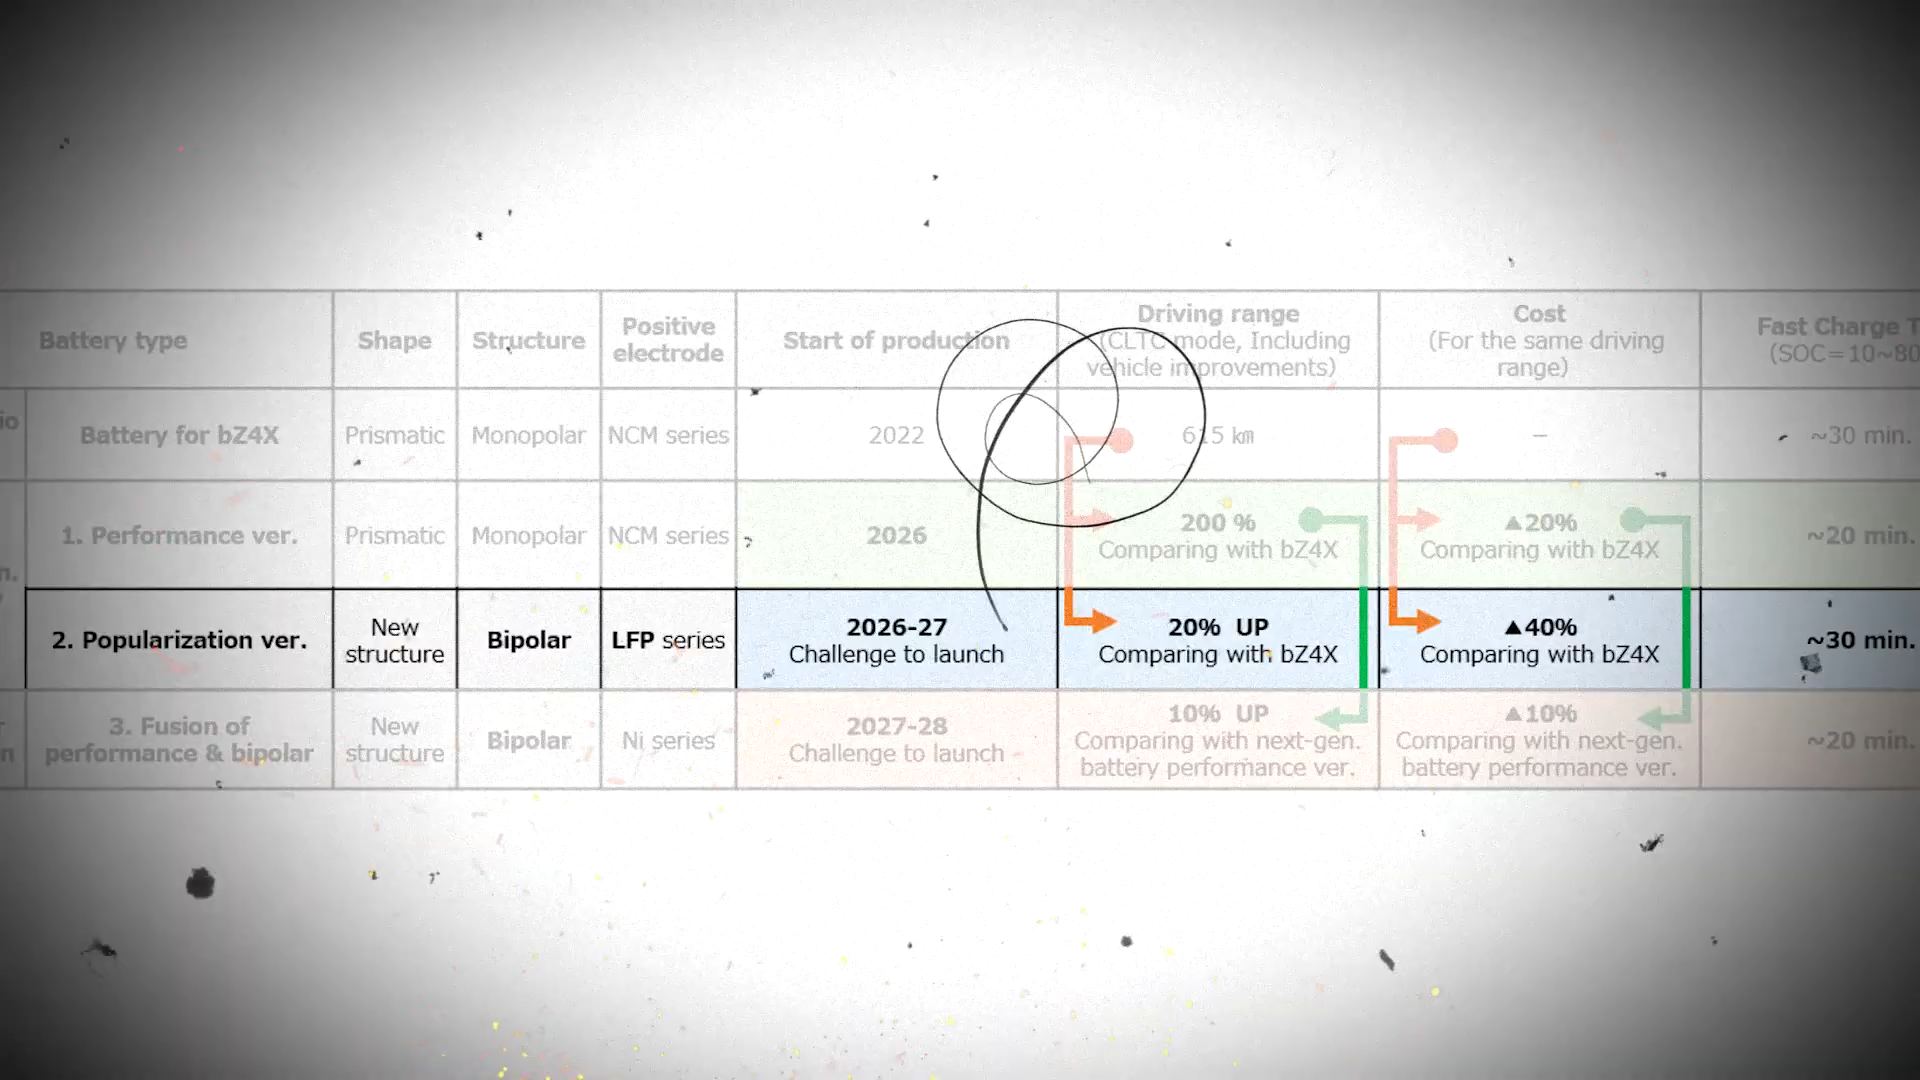 Battery type
Shape
Structure
Positive
electrode
Start of production
Driving range
(CLTC mode, Including
vehicle improvements)
Cost
(For the same driving
range)
Fast Charge T
(SOC=10~80
io
Battery for bZ4X
Prismatic
Monopolar
NCM series
2022
615 km
–
~30 min.
n.
1. Performance ver.
Prismatic
Monopolar
NCM series
2026
200 %
Comparing with bZ4X
▲20%
Comparing with bZ4X
~20 min.
2. Popularization ver.
New
structure
Bipolar
LFP series
2026-27
Challenge to launch
20% UP
Comparing with bZ4X
▲40%
Comparing with bZ4X
~30 min.
n
3. Fusion of
performance & bipolar
New
structure
Bipolar
Ni series
2027-28
Challenge to launch
10% UP
Comparing with next-gen.
battery performance ver.
▲10%
Comparing with next-gen.
battery performance ver.
~20 min.